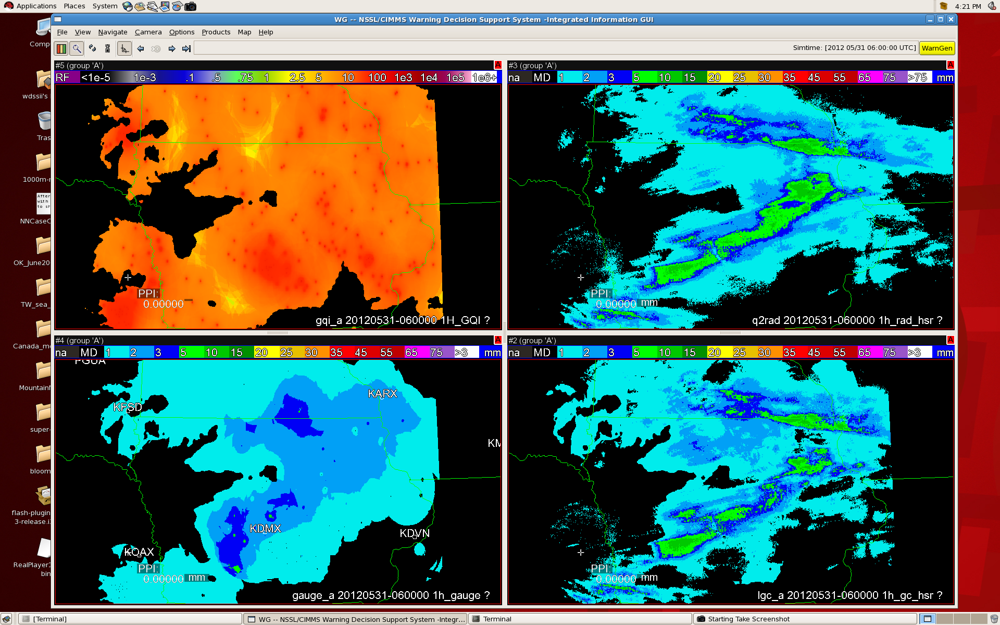 Applications Places System 4:21 PM
WG -- NSSL/CIMMS Warning Decision Support System -Integrated Information GUI
File View Navigate Camera Options Products Map Help
Simtime: [2012 05/31 06:00:00 UTC] WarnGen
Comp
wdssii's
Tras
1000m-r
After
with
to sh
NNCaseC
OK_June20
TW_sea_
Canada_m
MountainM
super-
bloom
flash-plugin
3-release.i
RealPlayer1
bin
#5 (group 'A') A
RF <1e-5 1e-3 .1 .5 .75 1 2.5 5 10 100 1e3 1e4 1e5 1e6+
PPI:
0.00000
gqi_a 20120531-060000 1H_GQI ?
#3 (group 'A') A
na MD 1 2 3 5 10 15 20 25 30 35 45 55 65 75 >75 mm
PPI:
0.00000 mm
q2rad 20120531-060000 1h_rad_hsr ?
#4 (group 'A') A
na MD 1 2 3 5 10 15 20 25 30 35 45 55 65 75 >3 mm
KFSD
KARX
KM
KDMX
KDVN
KOAX
PPI:
0.00000 mm
gauge_a 20120531-060000 1h_gauge ?
#2 (group 'A') A
na MD 1 2 3 5 10 15 20 25 30 35 45 55 65 75 >3 mm
PPI:
0.00000 mm
lgc_a 20120531-060000 1h_gc_hsr ?
[Terminal] WG -- NSSL/CIMMS Warning Decision Support System -Integr... Terminal Starting Take Screenshot